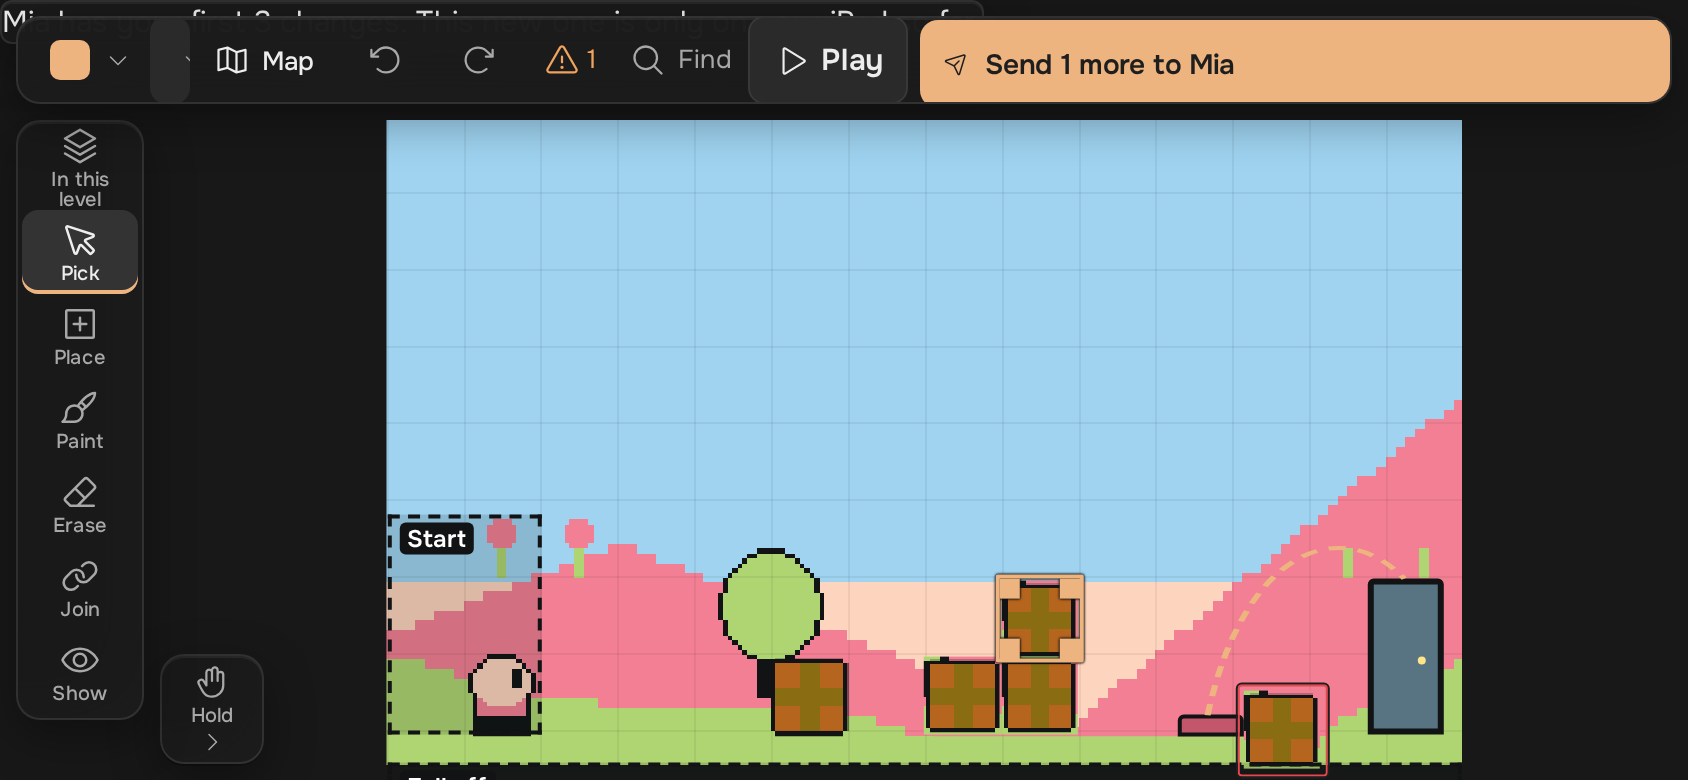 Map
1
Find
Play
Send 1 more to Mia
In this
level
Pick
Place
Paint
Erase
Join
Show
Hold
Start